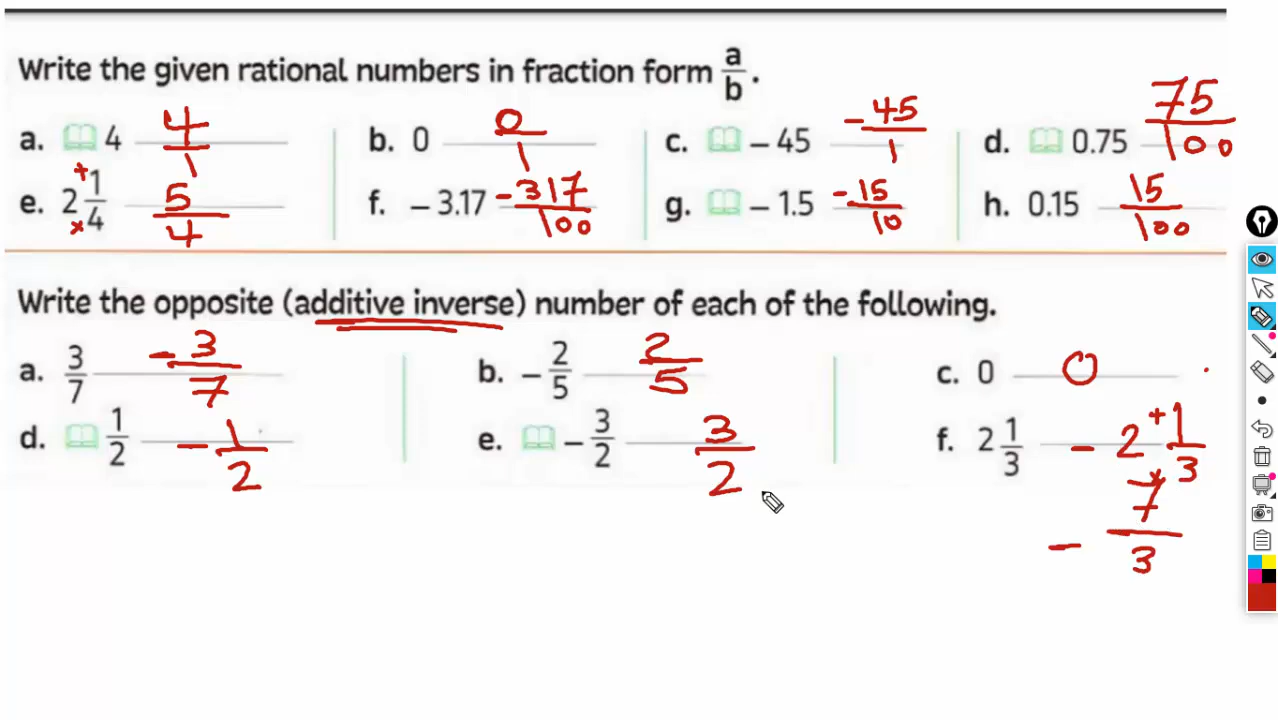 Write the given rational numbers in fraction form a/b.
a. 4 4/1 b. 0 0/1 c. – 45 -45/1 d. 0.75 75/100
e. 2 + 1/4 × 5/4 f. – 3.17 -317/100 g. – 1.5 -15/10 h. 0.15 15/100
Write the opposite (additive inverse) number of each of the following.
a. 3/7 -3/7 b. – 2/5 2/5 c. 0 0
d. 1/2 -1/2 e. – 3/2 3/2 f. 2 1/3 - 2 + 1/3 ×
- 7/3